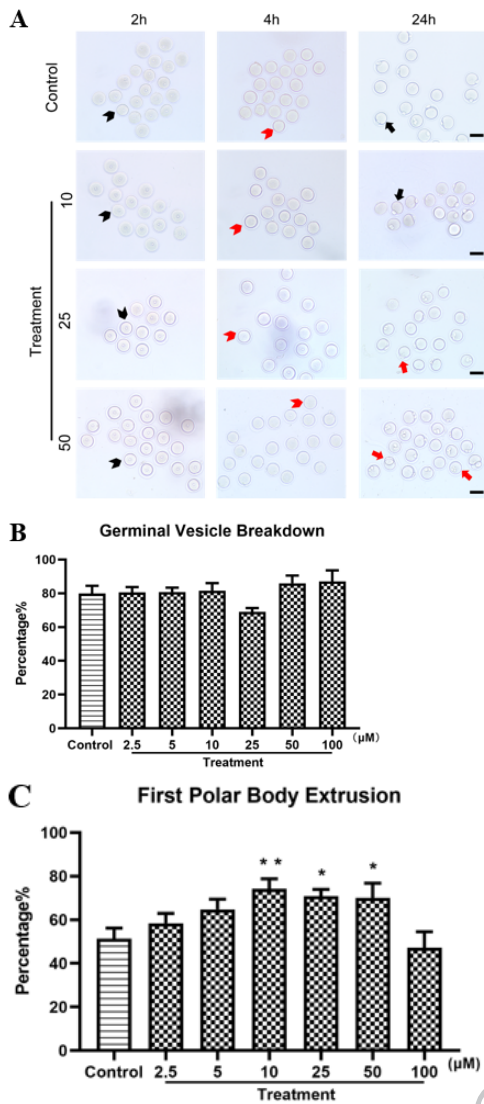 A
2h 4h 24h
Control
10
Treatment
25
50
B
Germinal Vesicle Breakdown
Percentage%
100
80
60
40
20
0
Control 2.5 5 10 25 50 100 (μM)
Treatment
C
First Polar Body Extrusion
Percentage%
100
80
60
40
20
0
** * *
Control 2.5 5 10 25 50 100 (μM)
Treatment